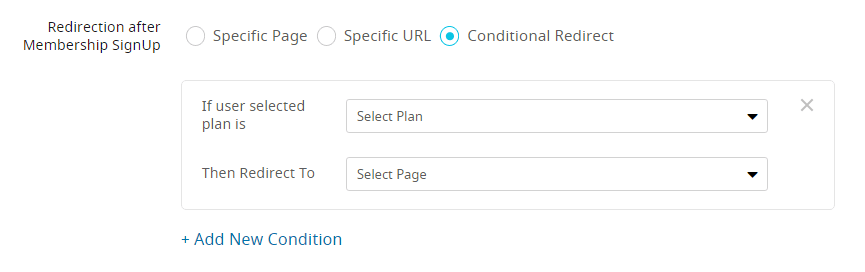 Redirection after
Membership SignUp
Specific Page Specific URL Conditional Redirect
If user selected
plan is
Select Plan
Then Redirect To
Select Page
+ Add New Condition